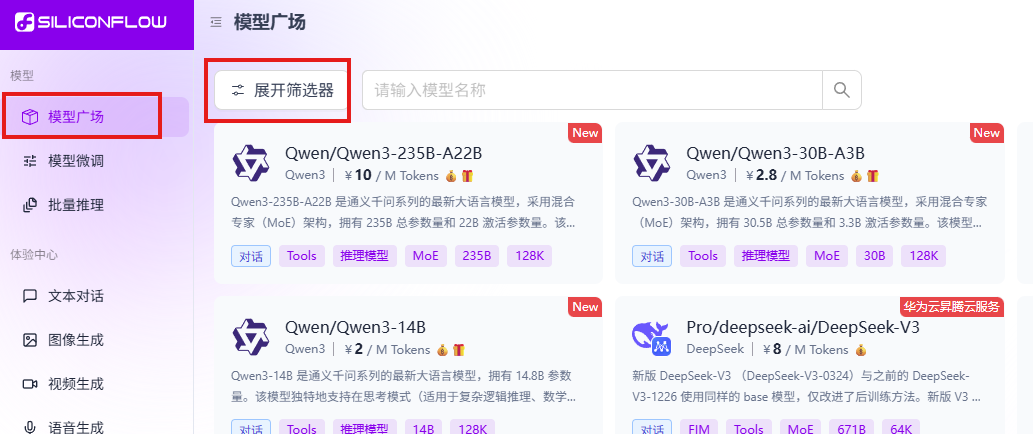 SILICONFLOW
模型广场
模型
模型广场
模型微调
批量推理
体验中心
文本对话
图像生成
视频生成
语音生成
展开筛选器
请输入模型名称
New
Qwen/Qwen3-235B-A22B
Qwen3 | ¥ 10 / M Tokens
Qwen3-235B-A22B 是通义千问系列的最新大语言模型，采用混合
专家（MoE）架构，拥有 235B 总参数量和 22B 激活参数量。该...
对话 Tools 推理模型 MoE 235B 128K
New
Qwen/Qwen3-30B-A3B
Qwen3 | ¥ 2.8 / M Tokens
Qwen3-30B-A3B 是通义千问系列的最新大语言模型，采用混合专家
（MoE）架构，拥有 30.5B 总参数量和 3.3B 激活参数量。该模型...
对话 Tools 推理模型 MoE 30B 128K
New
Qwen/Qwen3-14B
Qwen3 | ¥ 2 / M Tokens
Qwen3-14B 是通义千问系列的最新大语言模型，拥有 14.8B 参数
量。该模型独特地支持在思考模式（适用于复杂逻辑推理、数学...
对话 Tools 推理模型 14B 128K
华为云昇腾云服务
Pro/deepseek-ai/DeepSeek-V3
DeepSeek | ¥ 8 / M Tokens
新版 DeepSeek-V3 （DeepSeek-V3-0324）与之前的 DeepSeek-
V3-1226 使用同样的 base 模型，仅改进了后训练方法。新版 V3 ...
对话 FIM Tools MoE 671B 64K